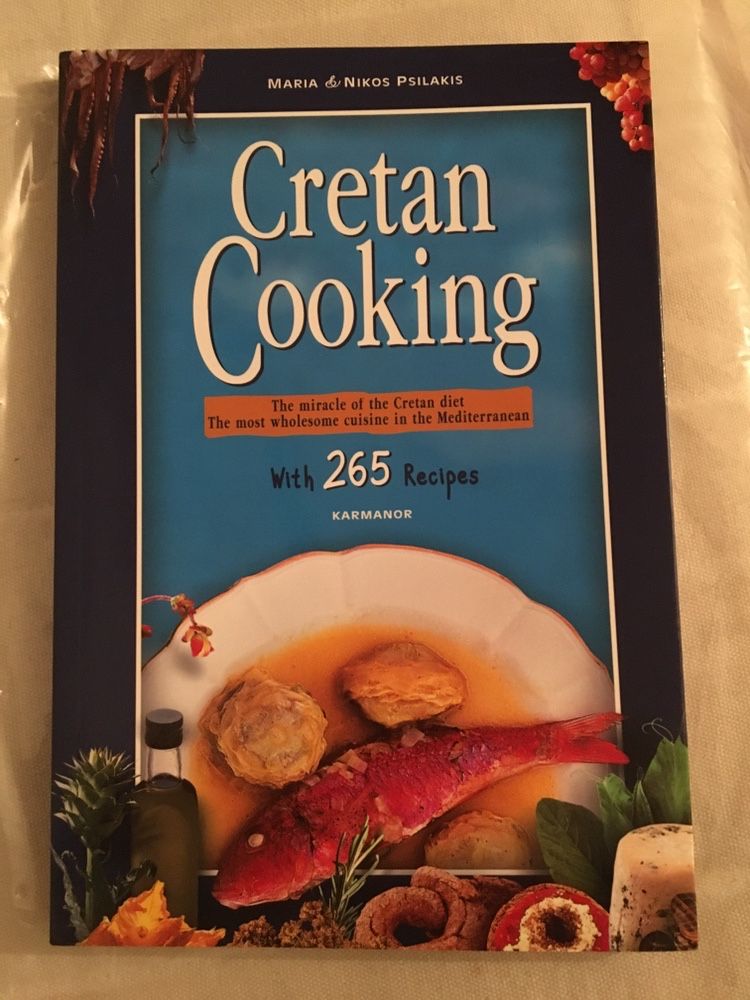 MARIA & NIKOS PSILAKIS
Cretan
Cooking
The miracle of the Cretan diet
The most wholesome cuisine in the Mediterranean
With 265 Recipes
KARMANOR